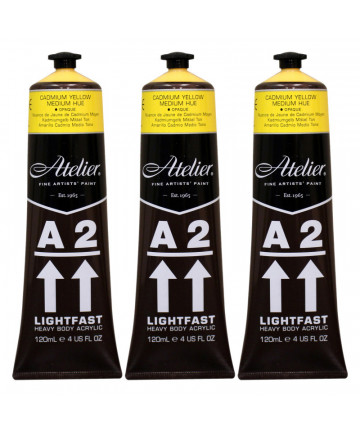 CADMIUM YELLOW
MEDIUM HUE
OPAQUE
Atelier®
FINE ARTISTS' PAINT
Est. 1965
A2
LIGHTFAST
HEAVY BODY ACRYLIC
120mL e 4 US FL OZ
CADMIUM YELLOW
MEDIUM HUE
OPAQUE
Atelier®
FINE ARTISTS' PAINT
Est. 1965
A2
LIGHTFAST
HEAVY BODY ACRYLIC
120mL e 4 US FL OZ
CADMIUM YELLOW
MEDIUM HUE
OPAQUE
Atelier®
FINE ARTISTS' PAINT
Est. 1965
A2
LIGHTFAST
HEAVY BODY ACRYLIC
120mL e 4 US FL OZ